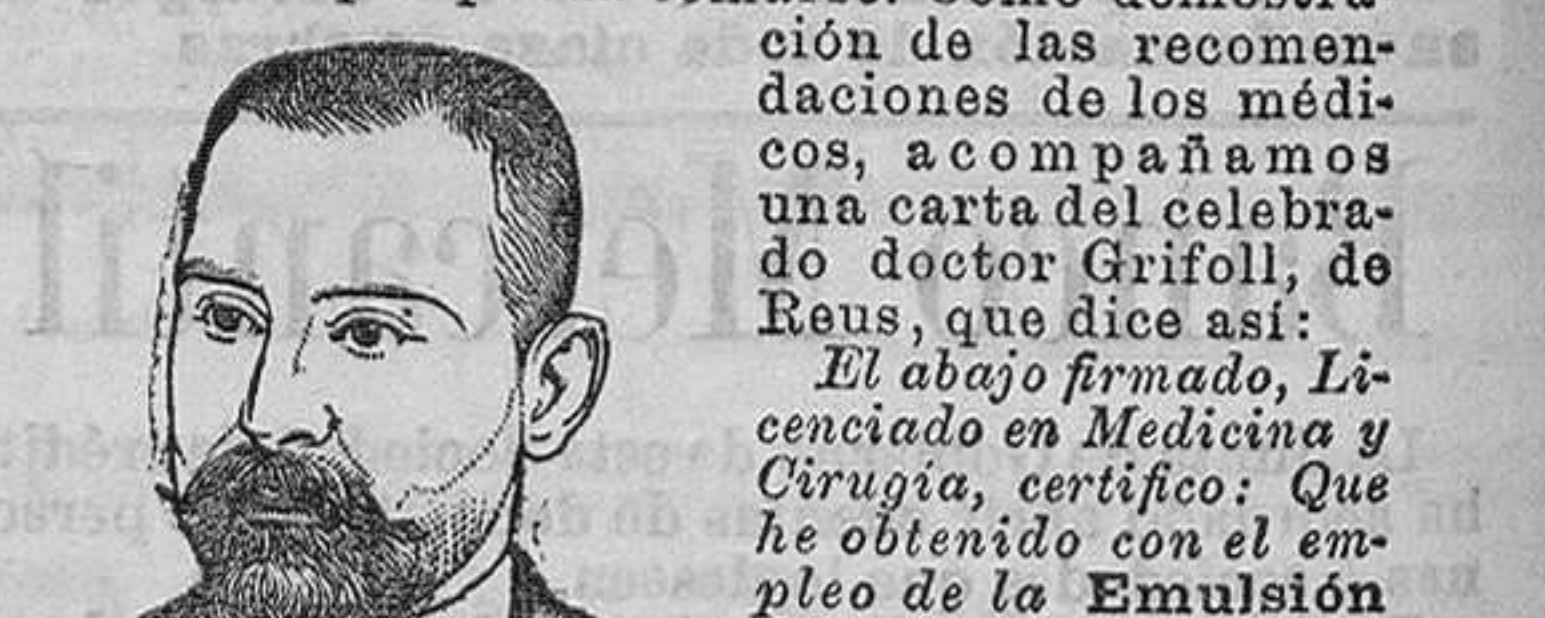 ción de las recomen-
daciones de los médi-
cos, acompañamos
una carta del celebra-
do doctor Grifoll, de
Reus, que dice así:
El abajo firmado, Li-
cenciado en Medicina y
Cirugía, certifico: Que
he obtenido con el em-
pleo de la Emulsión